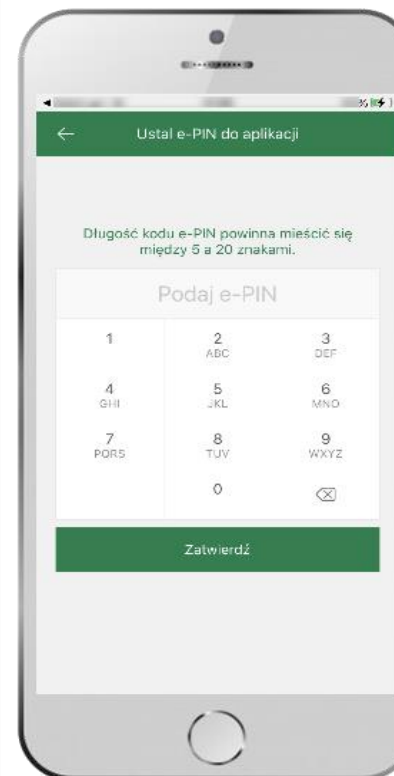 Ustal e-PIN do aplikacji
Długość kodu e-PIN powinna mieścić się
między 5 a 20 znakami.
Podaj e-PIN
1 2 3
ABC DEF
4 5 6
GHI JKL MNO
7 8 9
PQRS TUV WXYZ
0
Zatwierdź